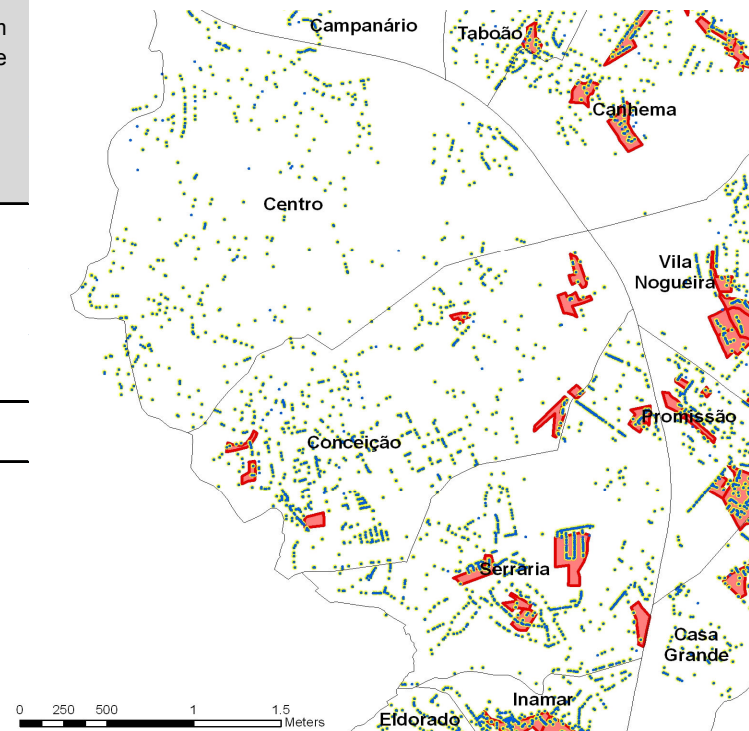 n
e
Campanário
Taboão
Canhema
Centro
Vila
Nogueira
Promissão
Conceição
Serraria
Casa
Grande
Inamar
Eldorado
0 250 500 1 1.5
Meters